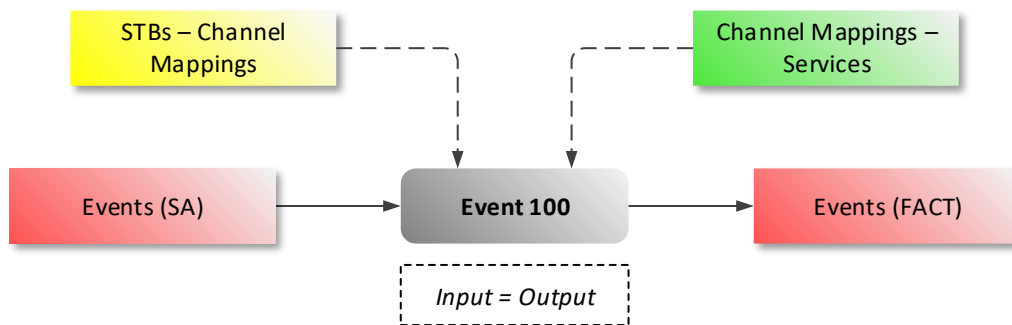 STBs – Channel
Mappings
Channel Mappings –
Services
Events (SA)
Event 100
Events (FACT)
Input = Output